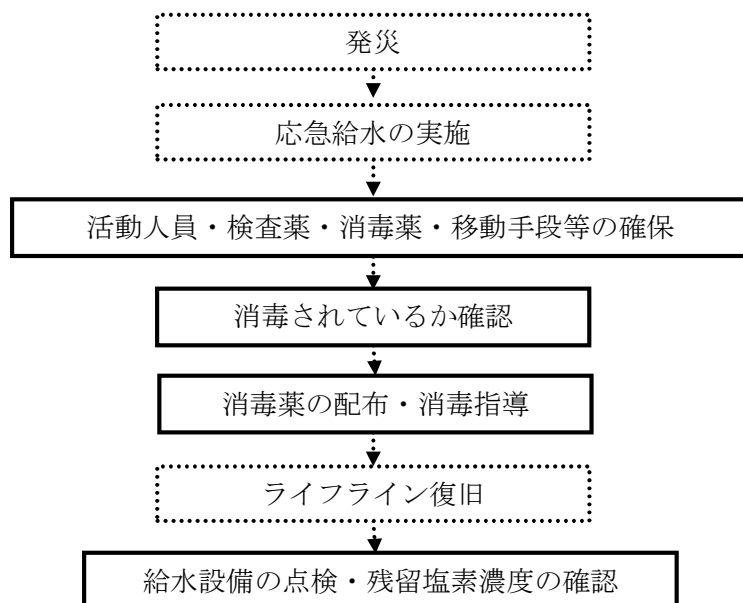 発災
応急給水の実施
活動人員・検査薬・消毒薬・移動手段等の確保
消毒されているか確認
消毒薬の配布・消毒指導
ライフライン復旧
給水設備の点検・残留塩素濃度の確認